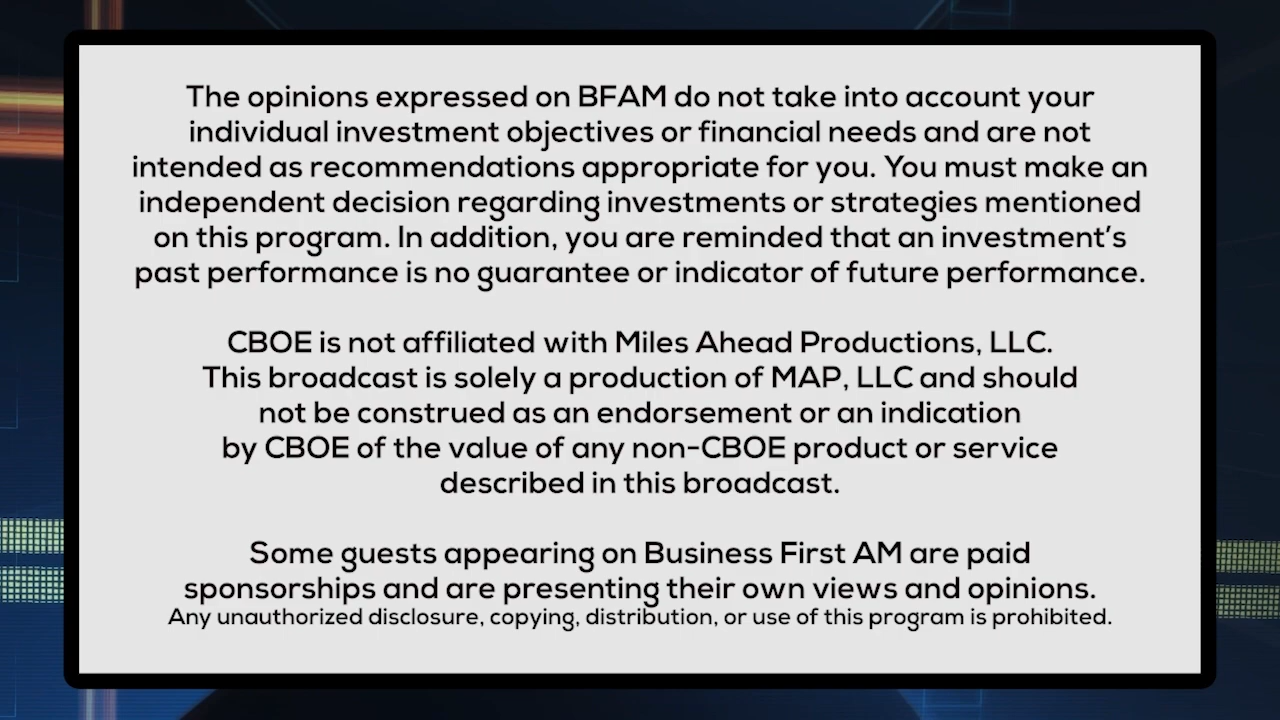 The opinions expressed on BFAM do not take into account your
individual investment objectives or financial needs and are not
intended as recommendations appropriate for you. You must make an
independent decision regarding investments or strategies mentioned
on this program. In addition, you are reminded that an investment's
past performance is no guarantee or indicator of future performance.
CBOE is not affiliated with Miles Ahead Productions, LLC.
This broadcast is solely a production of MAP, LLC and should
not be construed as an endorsement or an indication
by CBOE of the value of any non-CBOE product or service
described in this broadcast.
Some guests appearing on Business First AM are paid
sponsorships and are presenting their own views and opinions.
Any unauthorized disclosure, copying, distribution, or use of this program is prohibited.